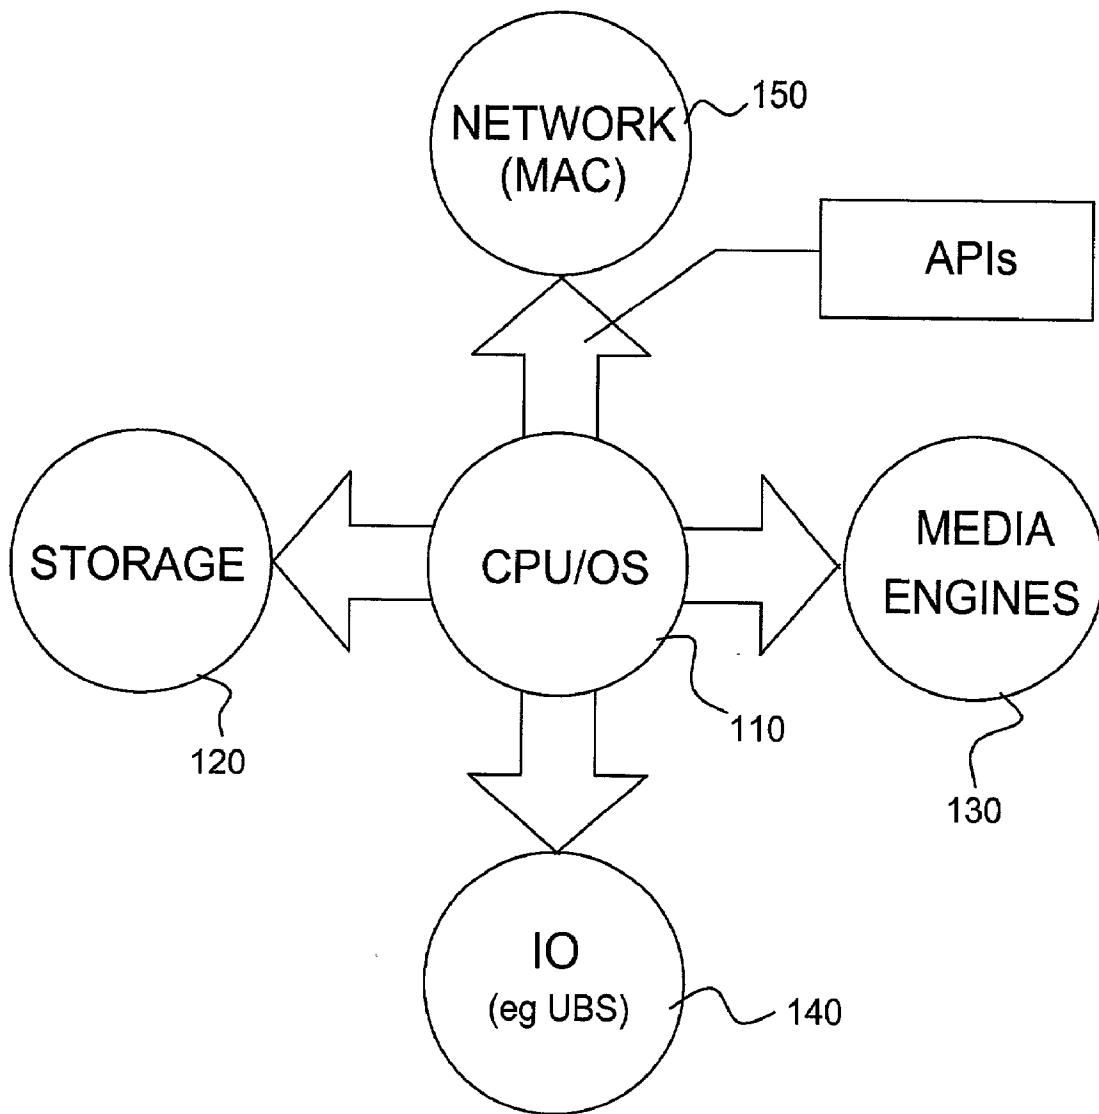 NETWORK
(MAC)
150
APIs
STORAGE
CPU/OS
MEDIA
ENGINES
120
110
130
IO
(eg UBS)
140